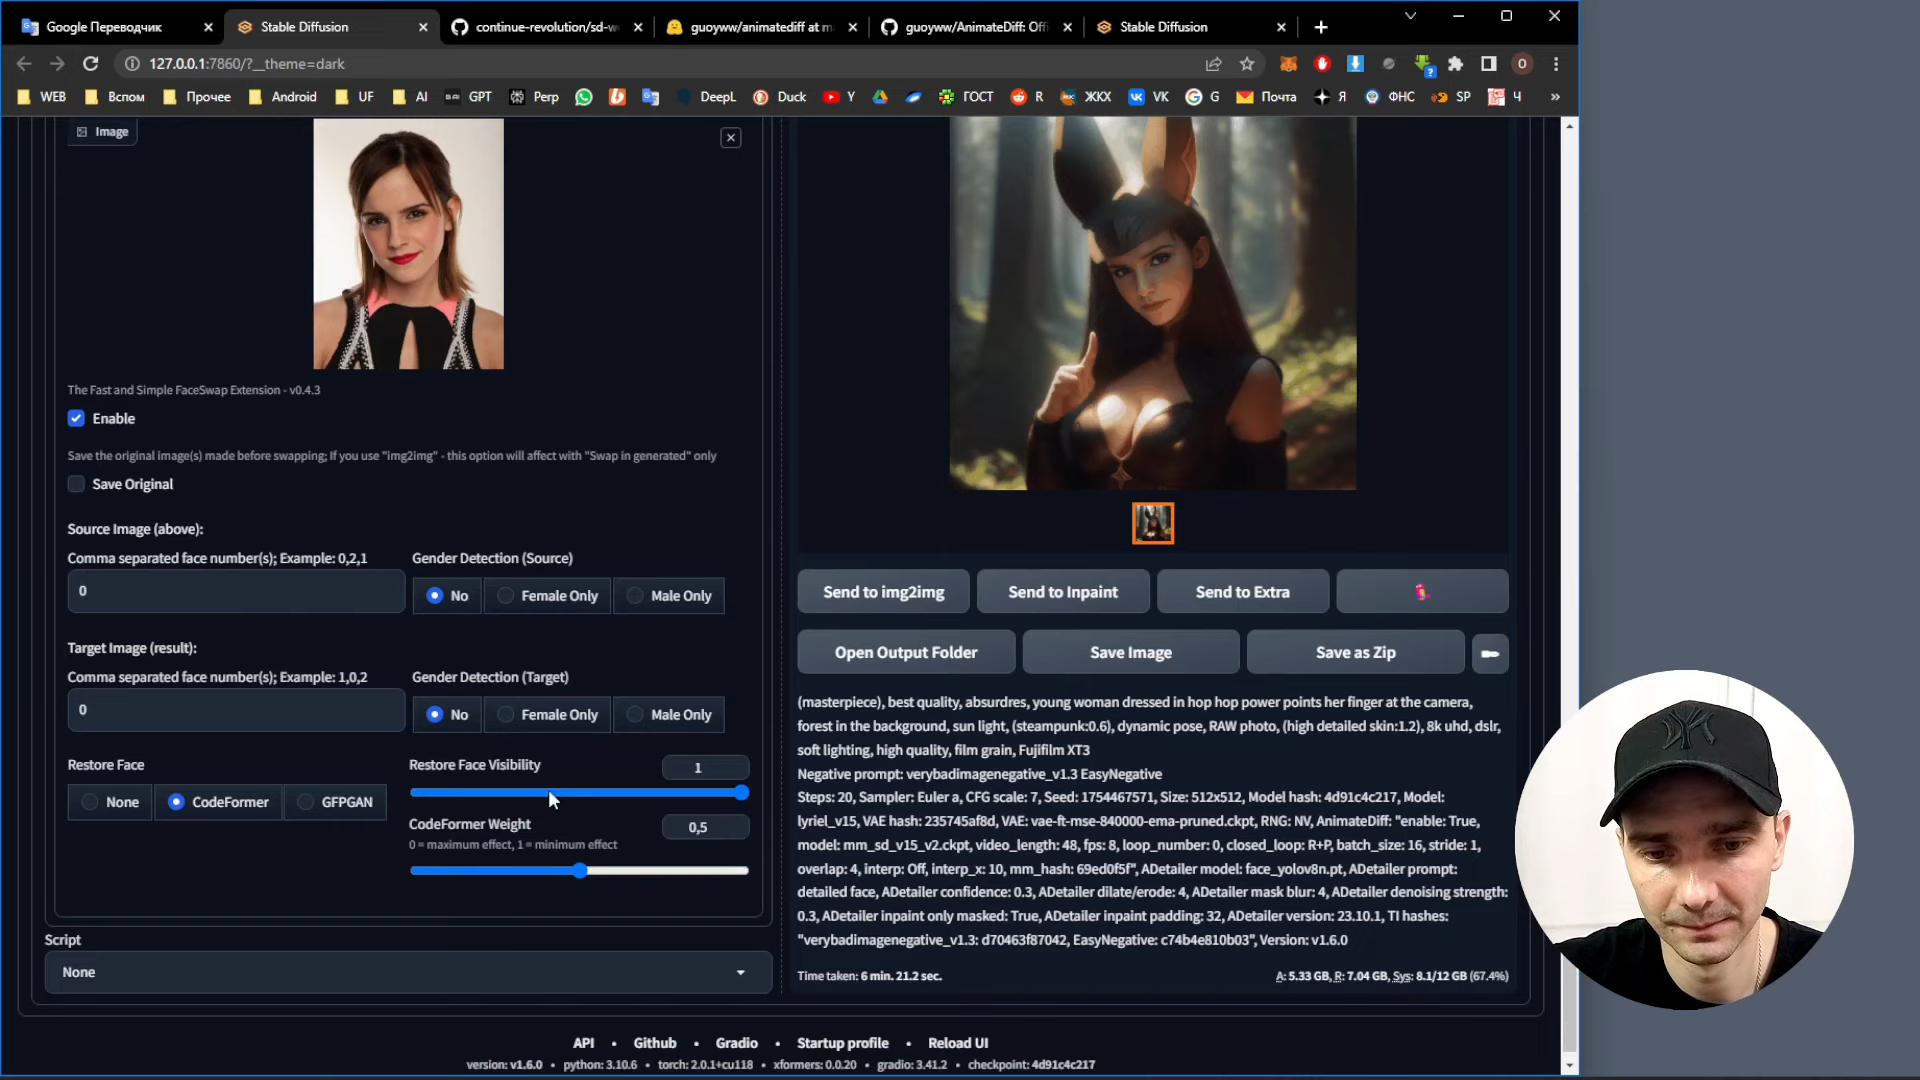 Google Переводчик
Stable Diffusion
continue-revolution/sd-w
guoyww/animatediff at m
guoyww/AnimateDiff: Offi
Stable Diffusion
127.0.0.1:7860/?__theme=dark
O
WEB
Вспом
Прочее
Android
UF
AI
GPT
Perp
DeepL
Duck
Y
ГОСТ
R
ЖКХ
VK
G
Почта
Я
ФНС
SP
Ч
Image
The Fast and Simple FaceSwap Extension - v0.4.3
Enable
Save the original image(s) made before swapping; If you use "img2img" - this option will affect with "Swap in generated" only
Save Original
Source Image (above):
Comma separated face number(s); Example: 0,2,1
Gender Detection (Source)
0
No
Female Only
Male Only
Target Image (result):
Comma separated face number(s); Example: 1,0,2
Gender Detection (Target)
0
No
Female Only
Male Only
Restore Face
None
CodeFormer
GFPGAN
Restore Face Visibility
1
CodeFormer Weight
0,5
0 = maximum effect, 1 = minimum effect
Script
None
Send to img2img
Send to Inpaint
Send to Extra
Open Output Folder
Save Image
Save as Zip
(masterpiece), best quality, absurdres, young woman dressed in hop hop power points her finger at the camera,
forest in the background, sun light, (steampunk:0.6), dynamic pose, RAW photo, (high detailed skin:1.2), 8k uhd, dslr,
soft lighting, high quality, film grain, Fujifilm XT3
Negative prompt: verybadimagenegative_v1.3 EasyNegative
Steps: 20, Sampler: Euler a, CFG scale: 7, Seed: 1754467571, Size: 512x512, Model hash: 4d91c4c217, Model:
lyriel_v15, VAE hash: 235745af8d, VAE: vae-ft-mse-840000-ema-pruned.ckpt, RNG: NV, AnimateDiff: "enable: True,
model: mm_sd_v15_v2.ckpt, video_length: 48, fps: 8, loop_number: 0, closed_loop: R+P, batch_size: 16, stride: 1,
overlap: 4, interp: Off, interp_x: 10, mm_hash: 69ed0f5f", ADetailer model: face_yolov8n.pt, ADetailer prompt:
detailed face, ADetailer confidence: 0.3, ADetailer dilate/erode: 4, ADetailer mask blur: 4, ADetailer denoising strength:
0.3, ADetailer inpaint only masked: True, ADetailer inpaint padding: 32, ADetailer version: 23.10.1, TI hashes:
"verybadimagenegative_v1.3: d70463f87042, EasyNegative: c74b4e810b03", Version: v1.6.0
Time taken: 6 min. 21.2 sec.
A: 5.33 GB, R: 7.04 GB, Sys: 8.1/12 GB (67.4%)
API • Github • Gradio • Startup profile • Reload UI
version: v1.6.0 • python: 3.10.6 • torch: 2.0.1+cu118 • xformers: 0.0.20 • gradio: 3.41.2 • checkpoint: 4d91c4c217